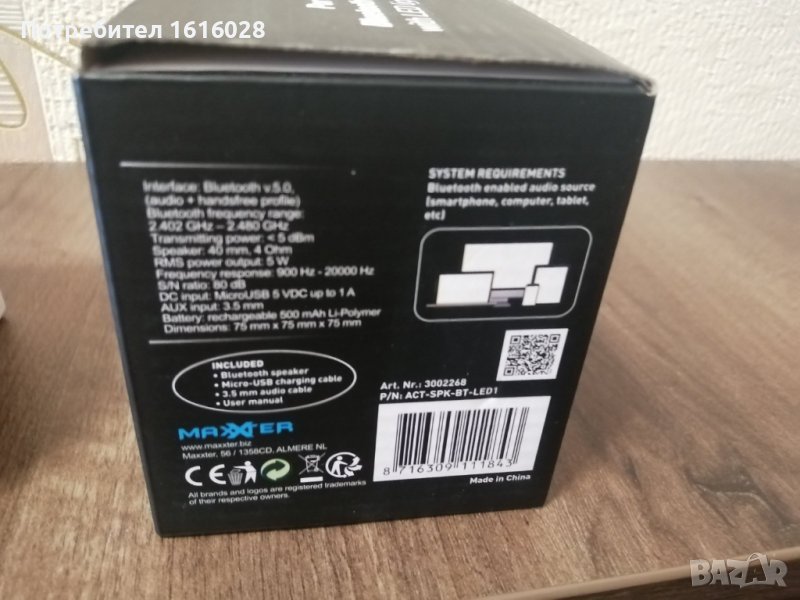 Потребител 1616028
Interface: Bluetooth v.5.0,
(audio + handsfree profile)
Bluetooth frequency range:
2.402 GHz – 2.480 GHz
Transmitting power: < 5 dBm
Speaker: 40 mm, 4 Ohm
RMS power output: 5 W
Frequency response: 900 Hz - 20000 Hz
S/N ratio: 80 dB
DC input: MicroUSB 5 VDC up to 1 A
AUX input: 3.5 mm
Battery: rechargeable 500 mAh Li-Polymer
Dimensions: 75 mm x 75 mm x 75 mm
SYSTEM REQUIREMENTS
Bluetooth enabled audio source
(smartphone, computer, tablet,
etc)
INCLUDED
• Bluetooth speaker
• Micro-USB charging cable
• 3.5 mm audio cable
• User manual
Art. Nr.: 3002268
P/N: ACT-SPK-BT-LED1
MAXXTER
www.maxxter.biz
Maxxter, 56 / 1358CD, ALMERE NL
CE
8 716309 111843
Made in China
All brands and logos are registered trademarks
of their respective owners.
BAZAR